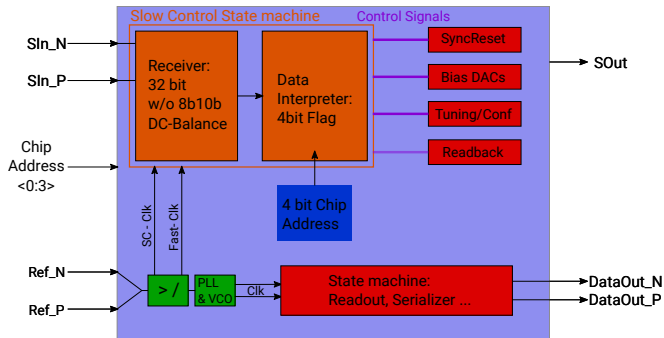 Slow Control State machine
Control Signals
SIn_N
SIn_P
Receiver:
32 bit
w/o 8b10b
DC-Balance
Data
Interpreter:
4bit Flag
SyncReset
Bias DACs
Tuning/Conf
Readback
SOut
Chip
Address
<0:3>
SC - Clk
Fast- Clk
4 bit Chip
Address
Ref_N
Ref_P
> /
PLL
& VCO
Clk
State machine:
Readout, Serializer ...
DataOut_N
DataOut_P